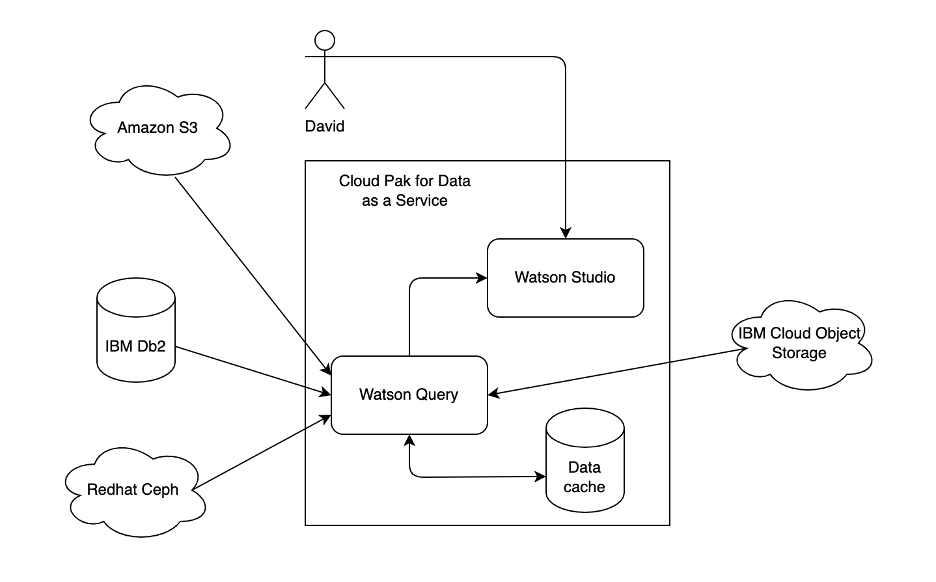 David
Amazon S3
Cloud Pak for Data
as a Service
Watson Studio
IBM Db2
IBM Cloud Object
Storage
Watson Query
Data
cache
Redhat Ceph